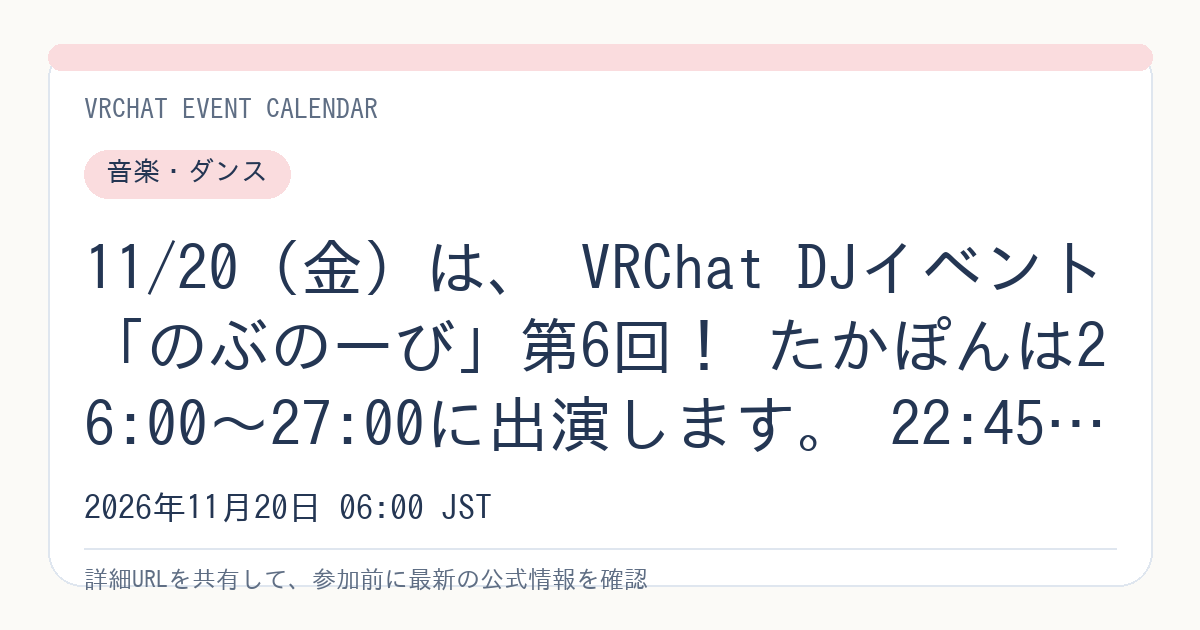 VRCHAT EVENT CALENDAR
音楽・ダンス
11/20（金）は、 VRChat DJイベント
「のぶのーび」第6回！ たかぽんは2
6:00〜27:00に出演します。 22:45…
2026年11月20日 06:00 JST
詳細URLを共有して、参加前に最新の公式情報を確認